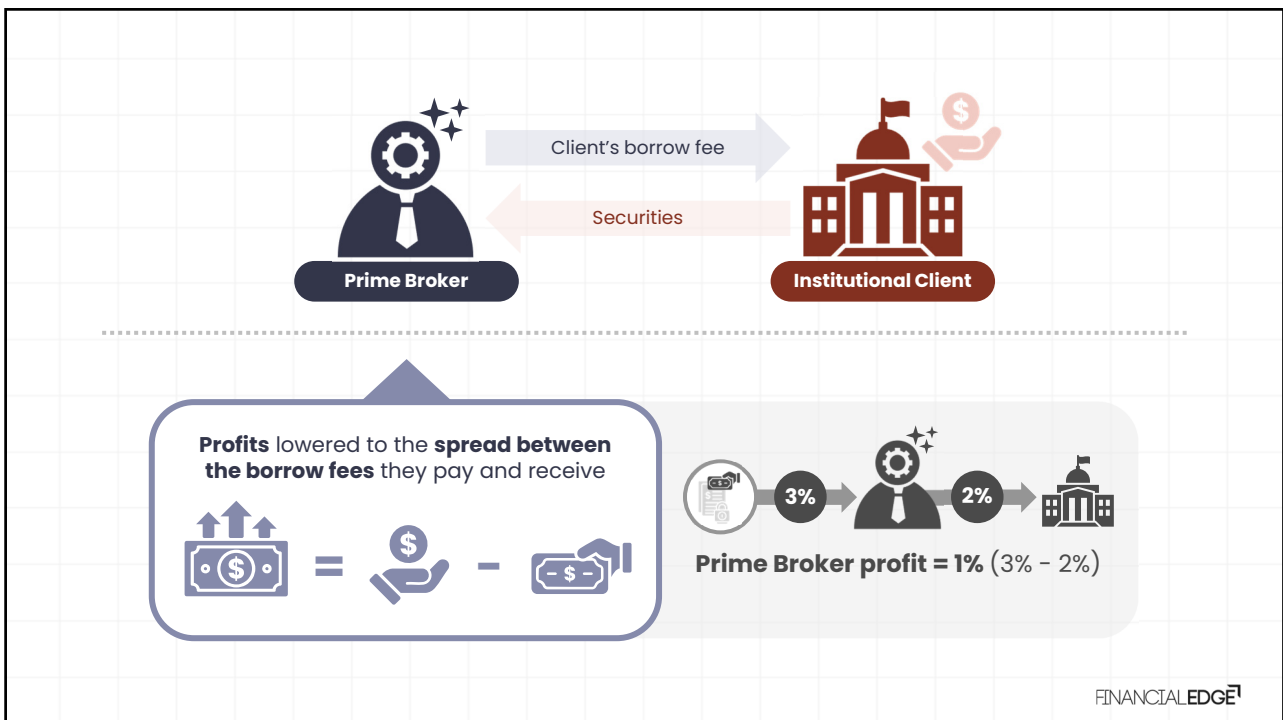 Client's borrow fee
Securities
Prime Broker
Institutional Client
Profits lowered to the spread between
the borrow fees they pay and receive
$
$
=
$
-
- $ -
3%
2%
Prime Broker profit = 1% (3% - 2%)
FINANCIALEDGE